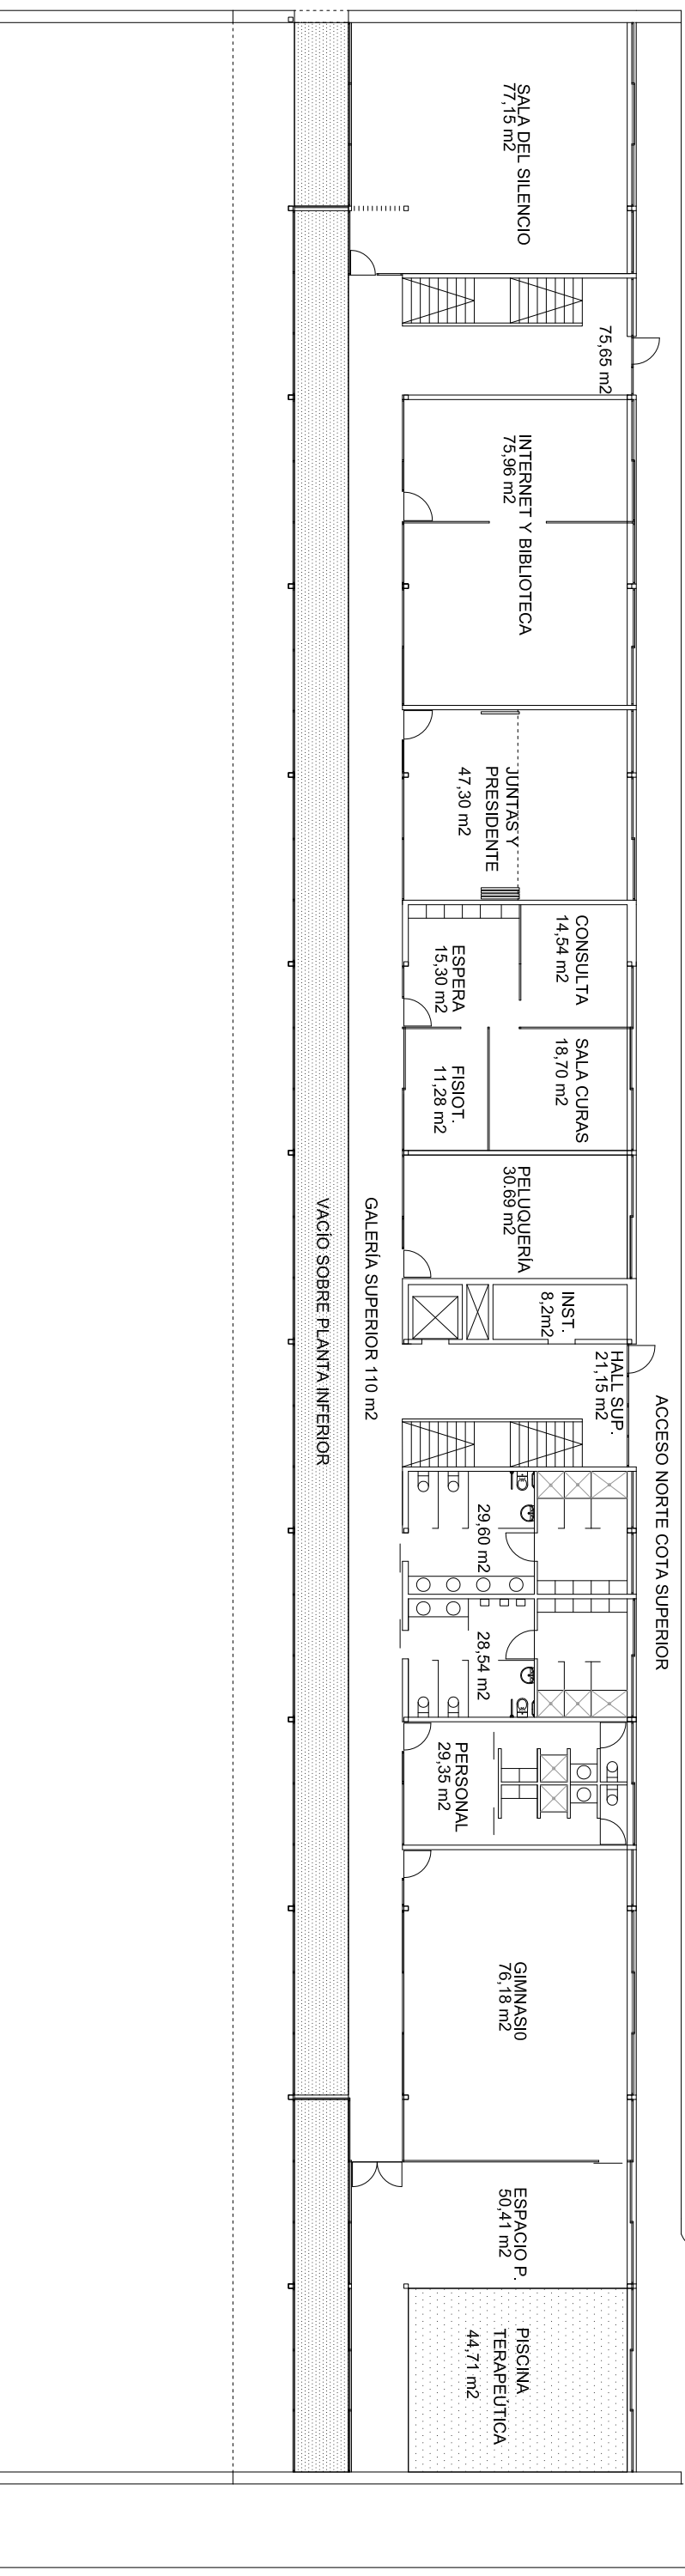 SALA DEL SILENCIO
77,15 m2
75,65 m2
INTERNET Y BIBLIOTECA
75,96 m2
JUNTAS Y
PRESIDENTE
47,30 m2
CONSULTA
14,54 m2
ESPERA
15,30 m2
SALA CURAS
18,70 m2
FISIOT.
11,28 m2
PELUQUERÍA
30.69 m2
INST.
8,2m2
HALL SUP.
21,15 m2
ACCESO NORTE COTA SUPERIOR
GALERÍA SUPERIOR 110 m2
VACÍO SOBRE PLANTA INFERIOR
29,60 m2
28,54 m2
PERSONAL
29,35 m2
GIMNASIO
76,18 m2
ESPACIO P.
50,41 m2
PISCINA
TERAPEÚTICA
44,71 m2